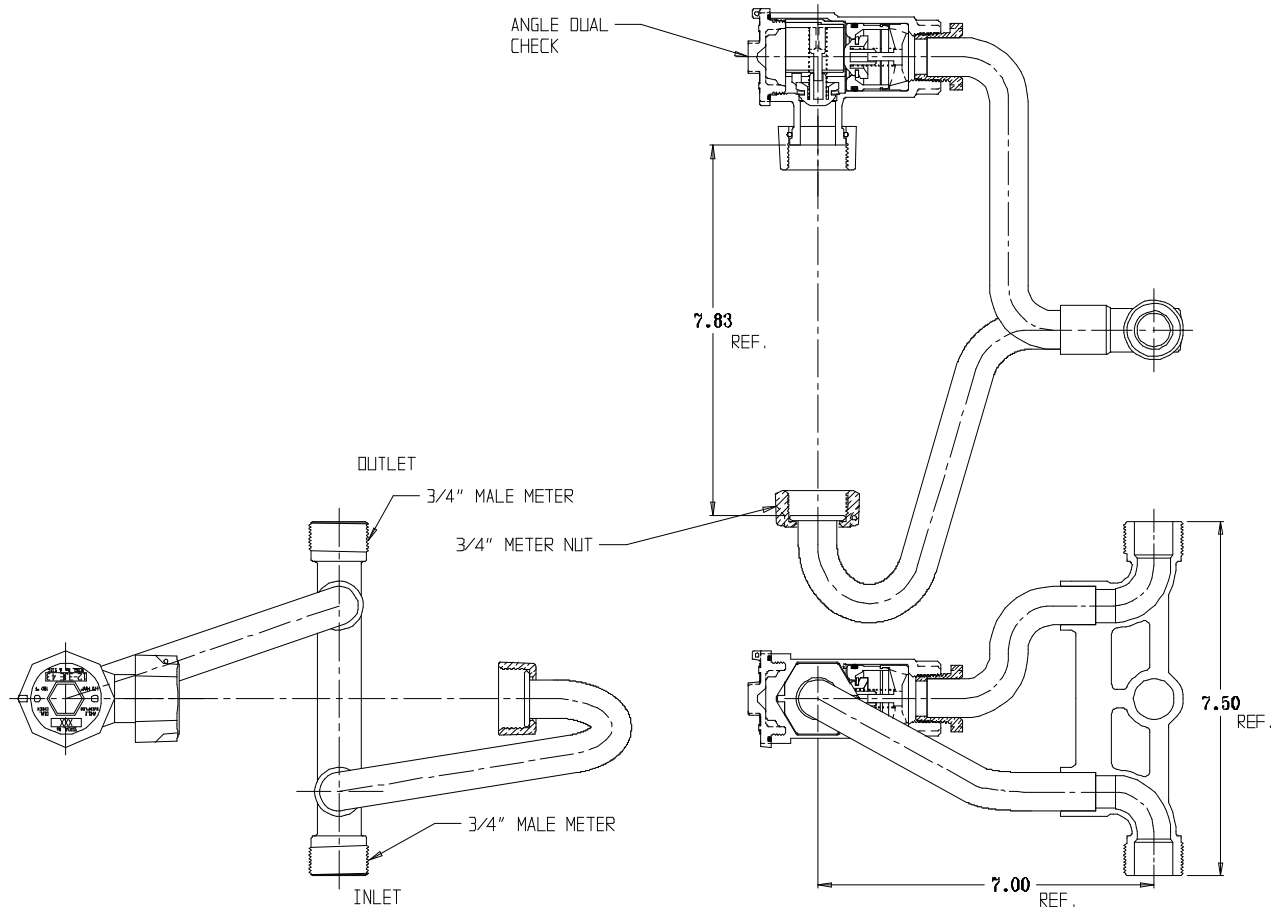 ANGLE DUAL
CHECK
7.83
REF.
OUTLET
3/4" MALE METER
3/4" METER NUT
7.50
REF.
3/4" MALE METER
INLET
7.00
REF.